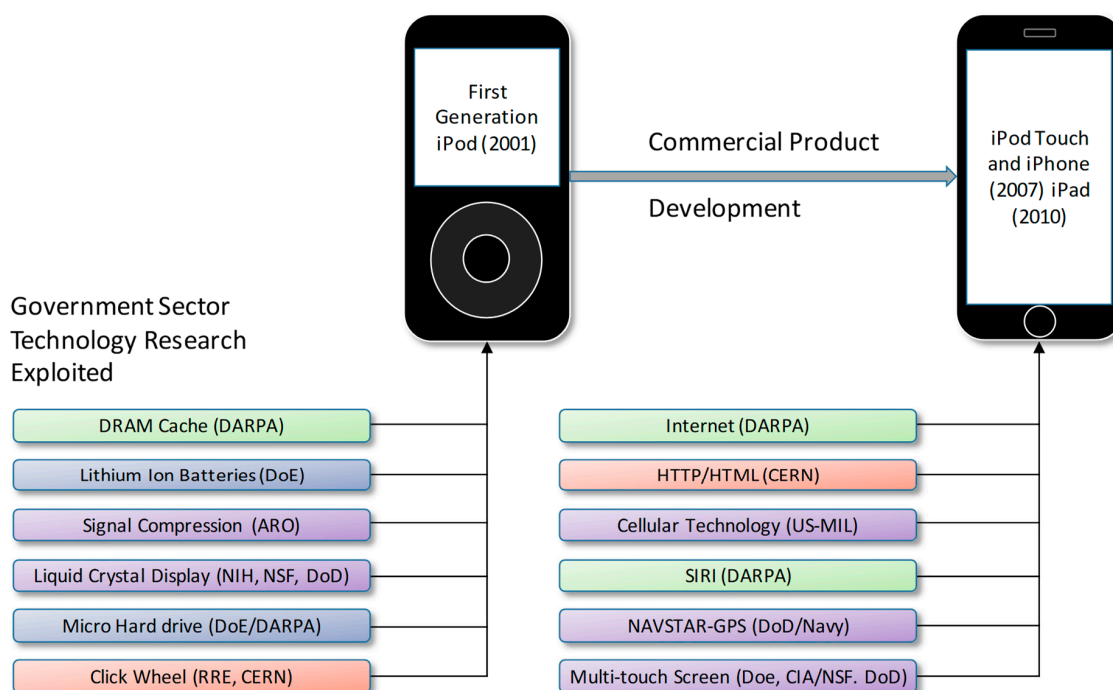 First
Generation
iPod (2001)
Commercial Product
Development
iPod Touch
and iPhone
(2007) iPad
(2010)
Government Sector
Technology Research
Exploited
DRAM Cache (DARPA)
Lithium Ion Batteries (DoE)
Signal Compression (ARO)
Liquid Crystal Display (NIH, NSF, DoD)
Micro Hard drive (DoE/DARPA)
Click Wheel (RRE, CERN)
Internet (DARPA)
HTTP/HTML (CERN)
Cellular Technology (US-MIL)
SIRI (DARPA)
NAVSTAR-GPS (DoD/Navy)
Multi-touch Screen (Doe, CIA/NSF. DoD)